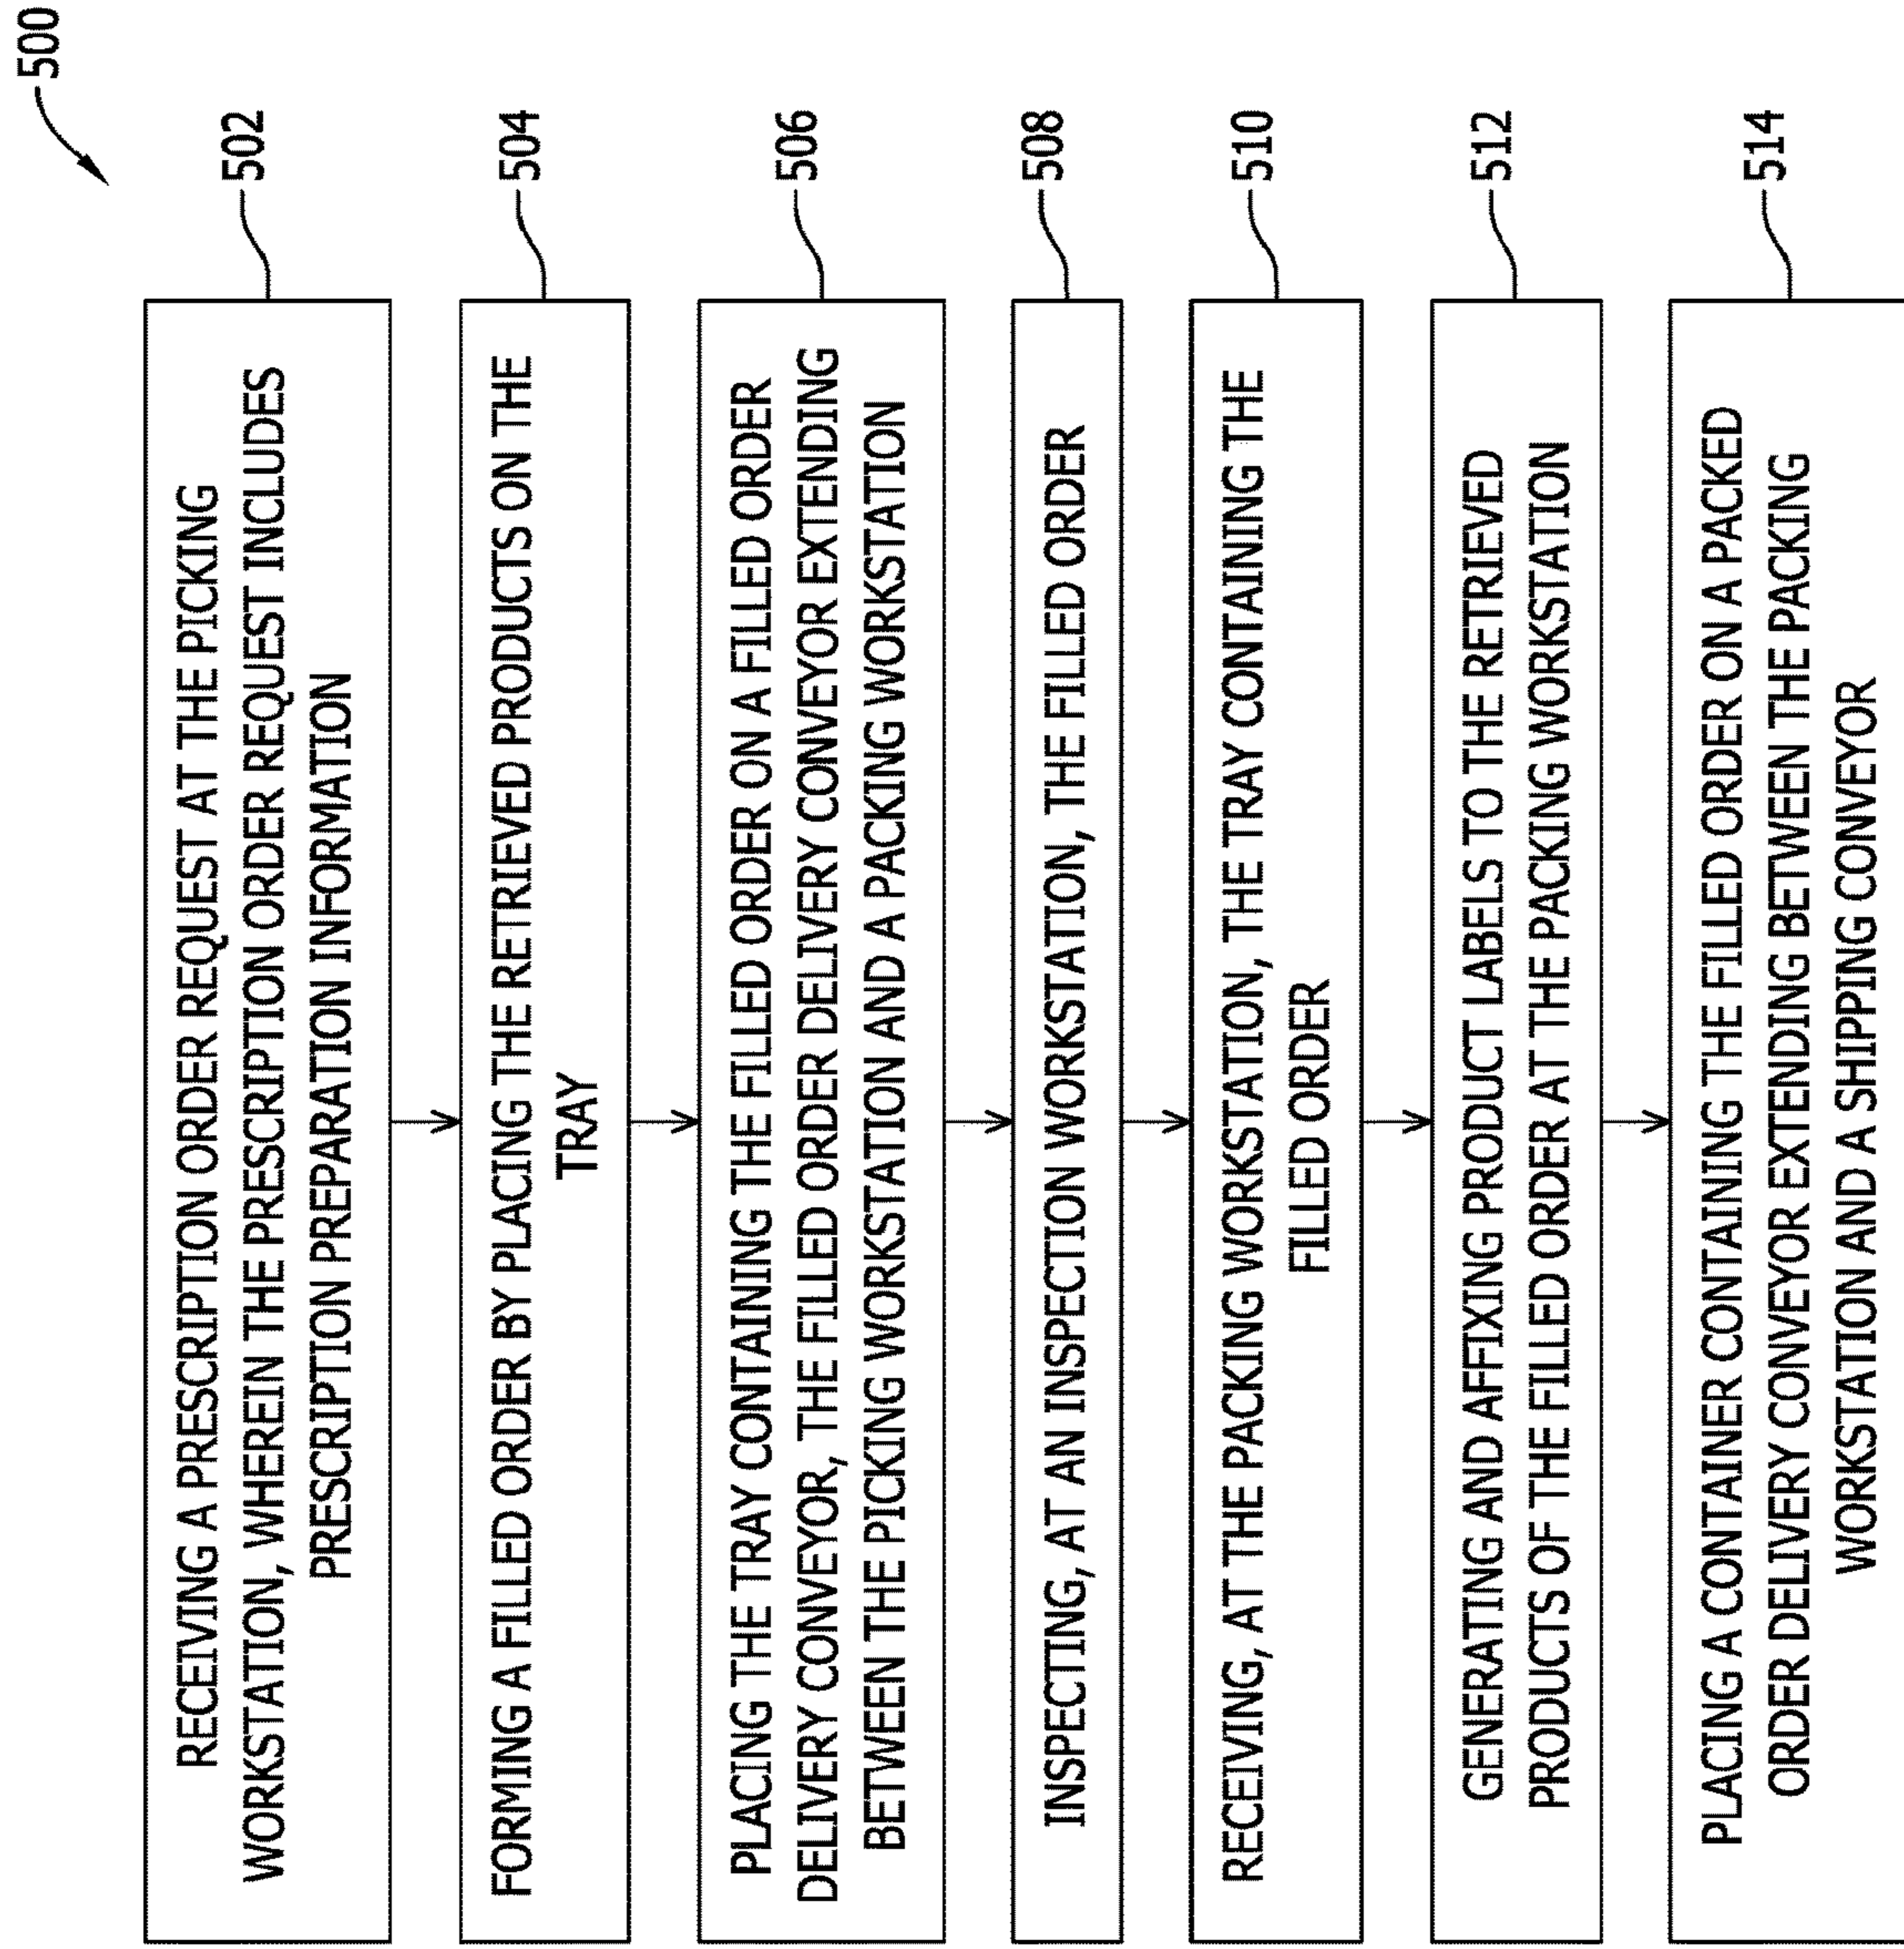 500
RECEIVING A PRESCRIPTION ORDER REQUEST AT THE PICKING
WORKSTATION, WHEREIN THE PRESCRIPTION ORDER REQUEST INCLUDES
PRESCRIPTION PREPARATION INFORMATION
502
FORMING A FILLED ORDER BY PLACING THE RETRIEVED PRODUCTS ON THE
TRAY
504
PLACING THE TRAY CONTAINING THE FILLED ORDER ON A FILLED ORDER
DELIVERY CONVEYOR, THE FILLED ORDER DELIVERY CONVEYOR EXTENDING
BETWEEN THE PICKING WORKSTATION AND A PACKING WORKSTATION
506
INSPECTING, AT AN INSPECTION WORKSTATION, THE FILLED ORDER
508
RECEIVING, AT THE PACKING WORKSTATION, THE TRAY CONTAINING THE
FILLED ORDER
510
GENERATING AND AFFIXING PRODUCT LABELS TO THE RETRIEVED
PRODUCTS OF THE FILLED ORDER AT THE PACKING WORKSTATION
512
PLACING A CONTAINER CONTAINING THE FILLED ORDER ON A PACKED
ORDER DELIVERY CONVEYOR EXTENDING BETWEEN THE PACKING
WORKSTATION AND A SHIPPING CONVEYOR
514